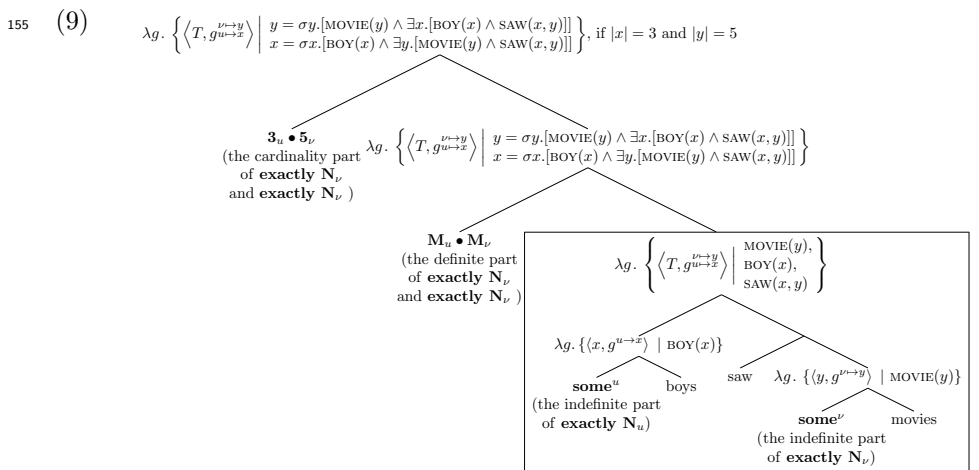 155 (9)
λg. {⟨T, g^{ν↦y}_{u↦x}⟩ | y = σy.[MOVIE(y) ∧ ∃x.[BOY(x) ∧ SAW(x, y)]]
x = σx.[BOY(x) ∧ ∃y.[MOVIE(y) ∧ SAW(x, y)]]}, if |x| = 3 and |y| = 5
3_u • 5_ν
(the cardinality part
of exactly N_ν
and exactly N_ν )
λg. {⟨T, g^{ν↦y}_{u↦x}⟩ | y = σy.[MOVIE(y) ∧ ∃x.[BOY(x) ∧ SAW(x, y)]]
x = σx.[BOY(x) ∧ ∃y.[MOVIE(y) ∧ SAW(x, y)]]}
M_u • M_ν
(the definite part
of exactly N_ν
and exactly N_ν )
λg. {⟨T, g^{ν↦y}_{u↦x}⟩ | MOVIE(y),
BOY(x),
SAW(x, y)}
λg. {⟨x, g^{u→x}⟩ | BOY(x)}
some^u
(the indefinite part
of exactly N_u)
boys
saw
λg. {⟨y, g^{ν↦y}⟩ | MOVIE(y)}
some^ν
(the indefinite part
of exactly N_ν)
movies